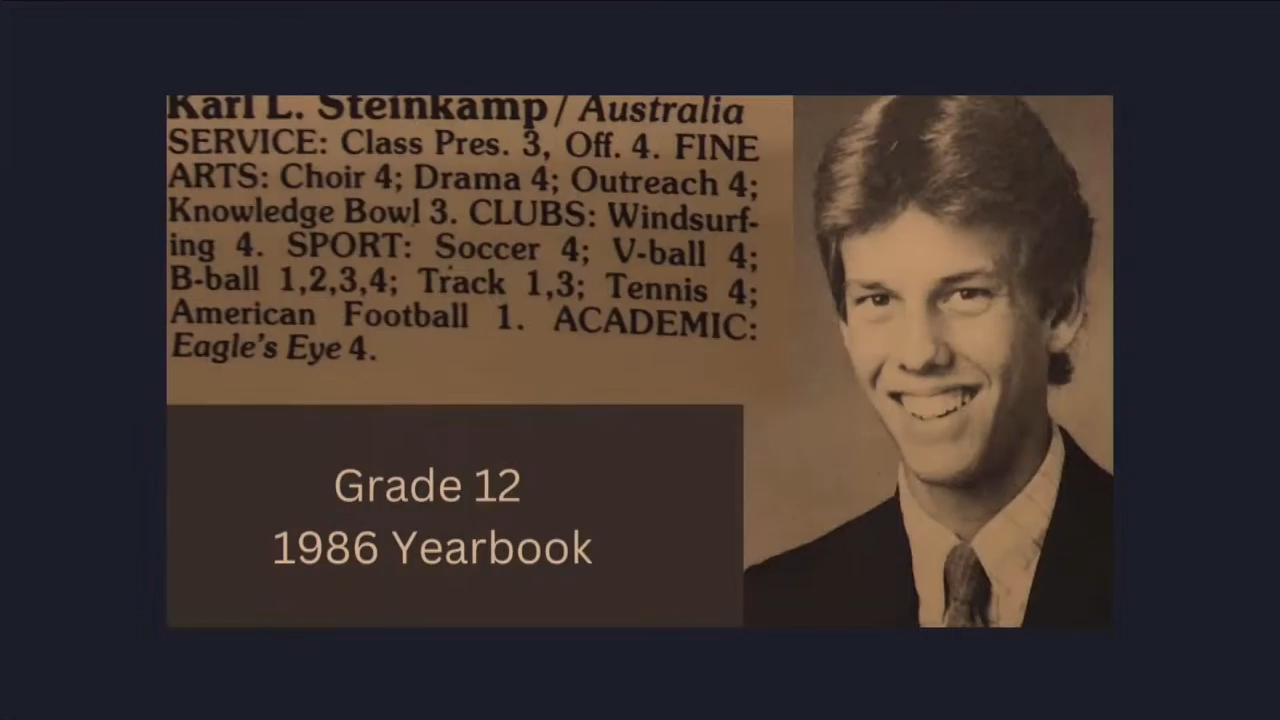 Karl L. Steinkamp / Australia
SERVICE: Class Pres. 3, Off. 4. FINE
ARTS: Choir 4; Drama 4; Outreach 4;
Knowledge Bowl 3. CLUBS: Windsurf-
ing 4. SPORT: Soccer 4; V-ball 4;
B-ball 1,2,3,4; Track 1,3; Tennis 4;
American Football 1. ACADEMIC:
Eagle's Eye 4.
Grade 12
1986 Yearbook